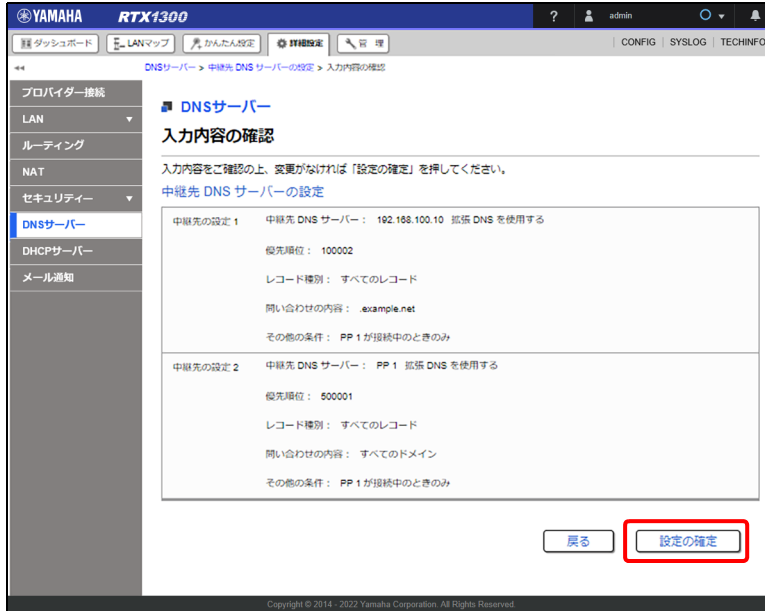 YAMAHA RTX1300 ? admin
ダッシュボード LANマップ かんたん設定 詳細設定 管 理 CONFIG SYSLOG TECHINFO
DNSサーバー > 中継先 DNS サーバーの設定 > 入力内容の確認
プロバイダー接続
LAN
ルーティング
NAT
セキュリティー
DNSサーバー
DHCPサーバー
メール通知
DNSサーバー
入力内容の確認
入力内容をご確認の上、変更がなければ「設定の確定」を押してください。
中継先 DNS サーバーの設定
中継先の設定 1 中継先 DNS サーバー： 192.168.100.10 拡張 DNS を使用する
優先順位： 100002
レコード種別： すべてのレコード
問い合わせの内容： .example.net
その他の条件： PP 1 が接続中のときのみ
中継先の設定 2 中継先 DNS サーバー： PP 1 拡張 DNS を使用する
優先順位： 500001
レコード種別： すべてのレコード
問い合わせの内容： すべてのドメイン
その他の条件： PP 1 が接続中のときのみ
戻る 設定の確定
Copyright © 2014 - 2022 Yamaha Corporation. All Rights Reserved.